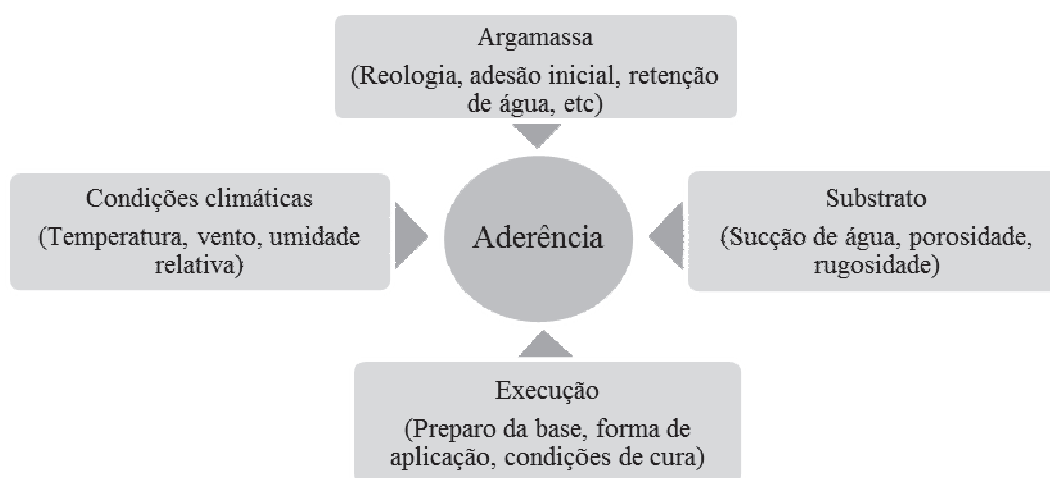 Argamassa
(Reologia, adesão inicial, retenção
de água, etc)
Condições climáticas
(Temperatura, vento, umidade
relativa)
Aderência
Substrato
(Sucção de água, porosidade,
rugosidade)
Execução
(Preparo da base, forma de
aplicação, condições de cura)